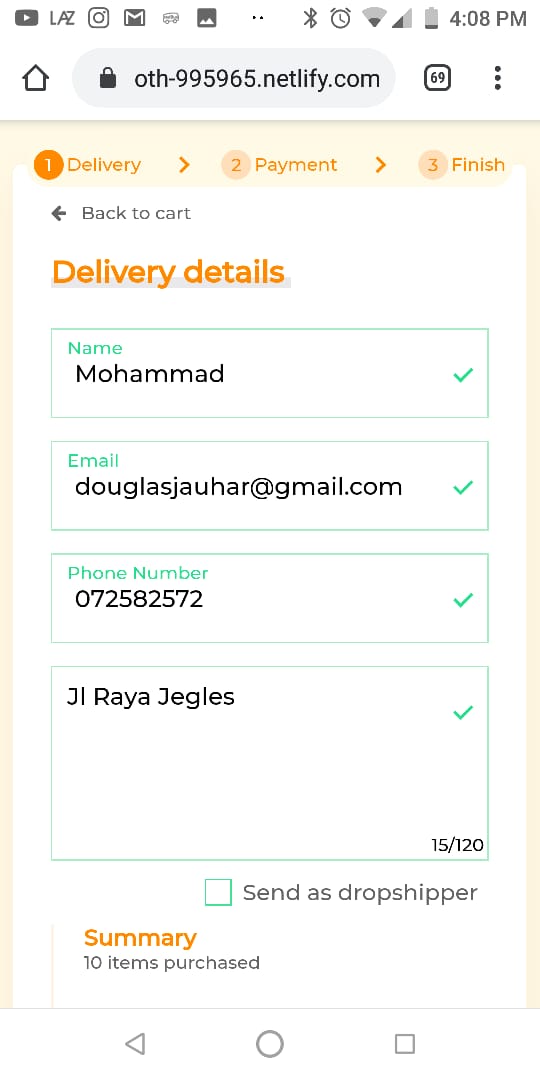 LAZ
4:08 PM
oth-995965.netlify.com
69
1 Delivery > 2 Payment > 3 Finish
Back to cart
Delivery details
Name
Mohammad
Email
douglasjauhar@gmail.com
Phone Number
072582572
Jl Raya Jegles
15/120
Send as dropshipper
Summary
10 items purchased